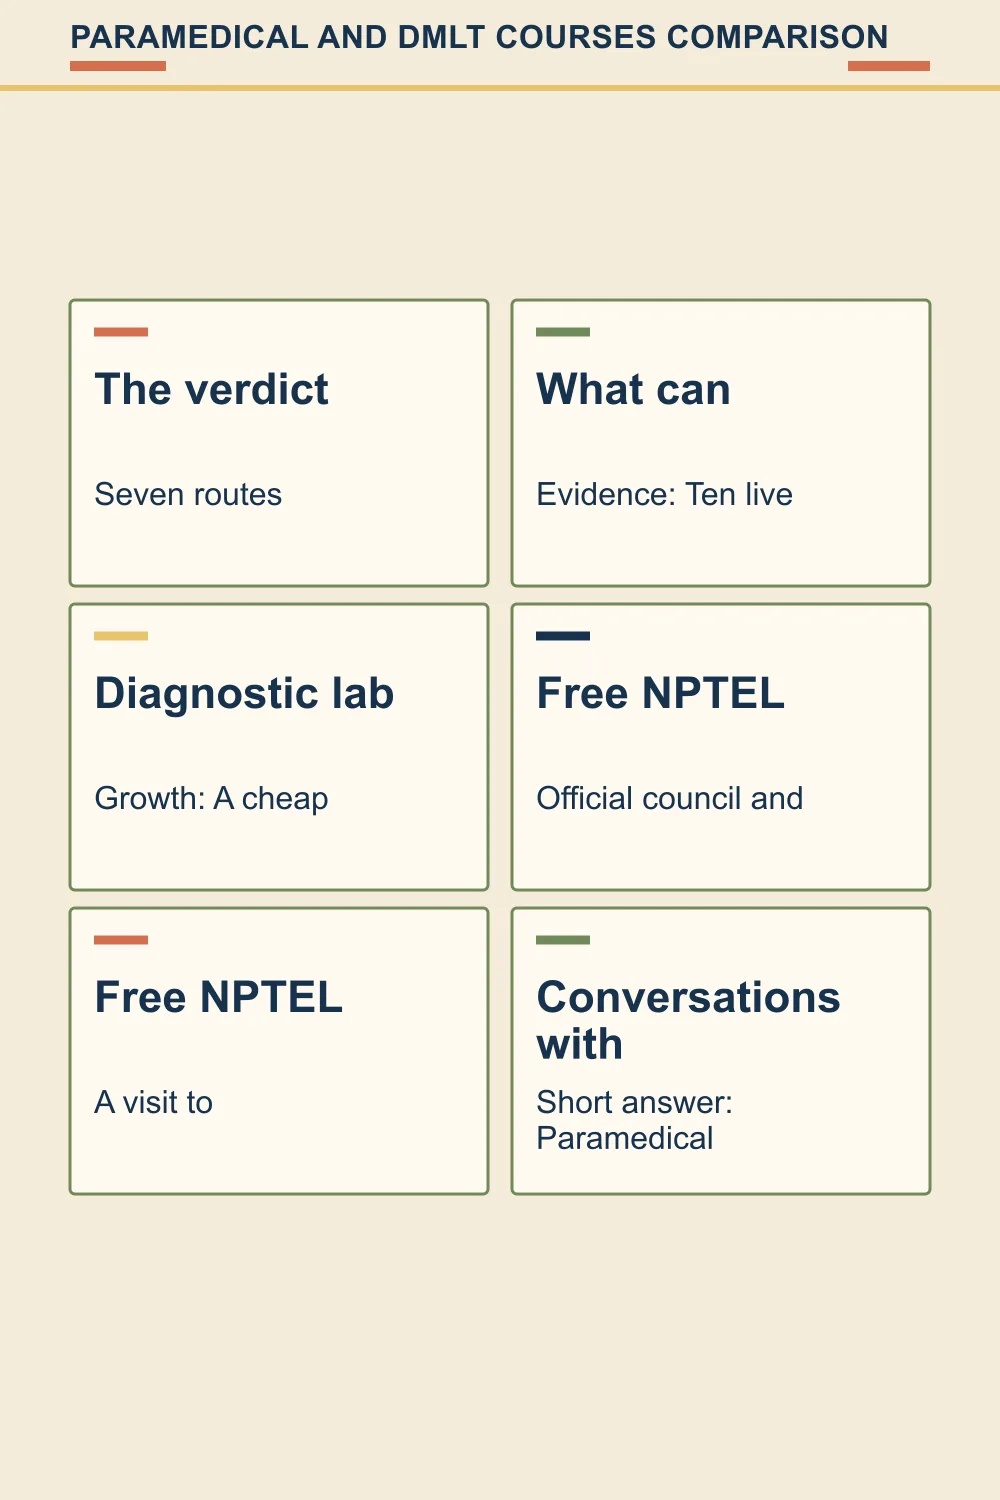 PARAMEDICAL AND DMLT COURSES COMPARISON
The verdict
Seven routes
What can
Evidence: Ten live
Diagnostic lab
Growth: A cheap
Free NPTEL
Official council and
Free NPTEL
A visit to
Conversations
with
Short answer:
Paramedical